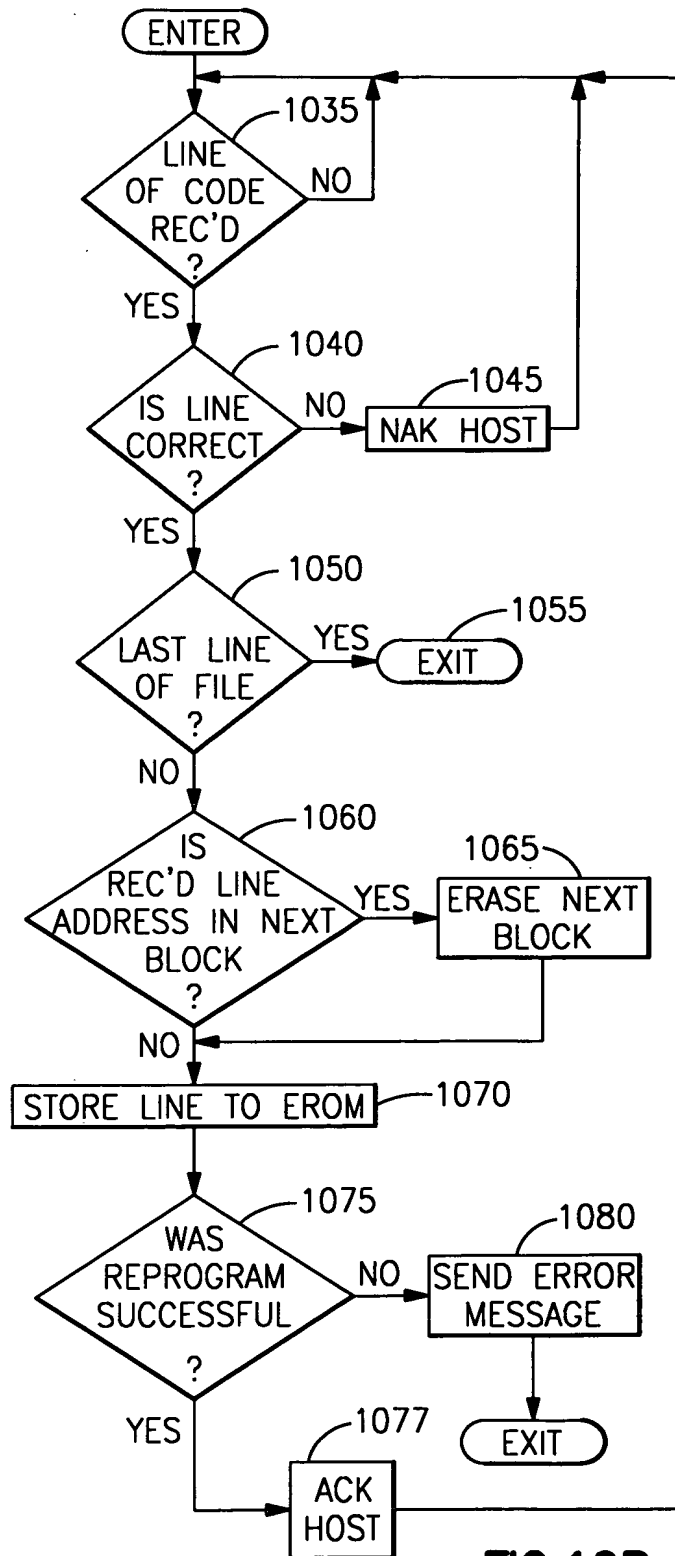 ENTER
1035
LINE
OF CODE
REC'D
?
NO
YES
1040
IS LINE
CORRECT
?
NO
1045
NAK HOST
YES
1050
LAST LINE
OF FILE
?
YES
1055
EXIT
NO
1060
IS
REC'D LINE
ADDRESS IN NEXT
BLOCK
?
YES
1065
ERASE NEXT
BLOCK
NO
STORE LINE TO EROM
1070
1075
WAS
REPROGRAM
SUCCESSFUL
?
NO
1080
SEND ERROR
MESSAGE
EXIT
YES
1077
ACK
HOST